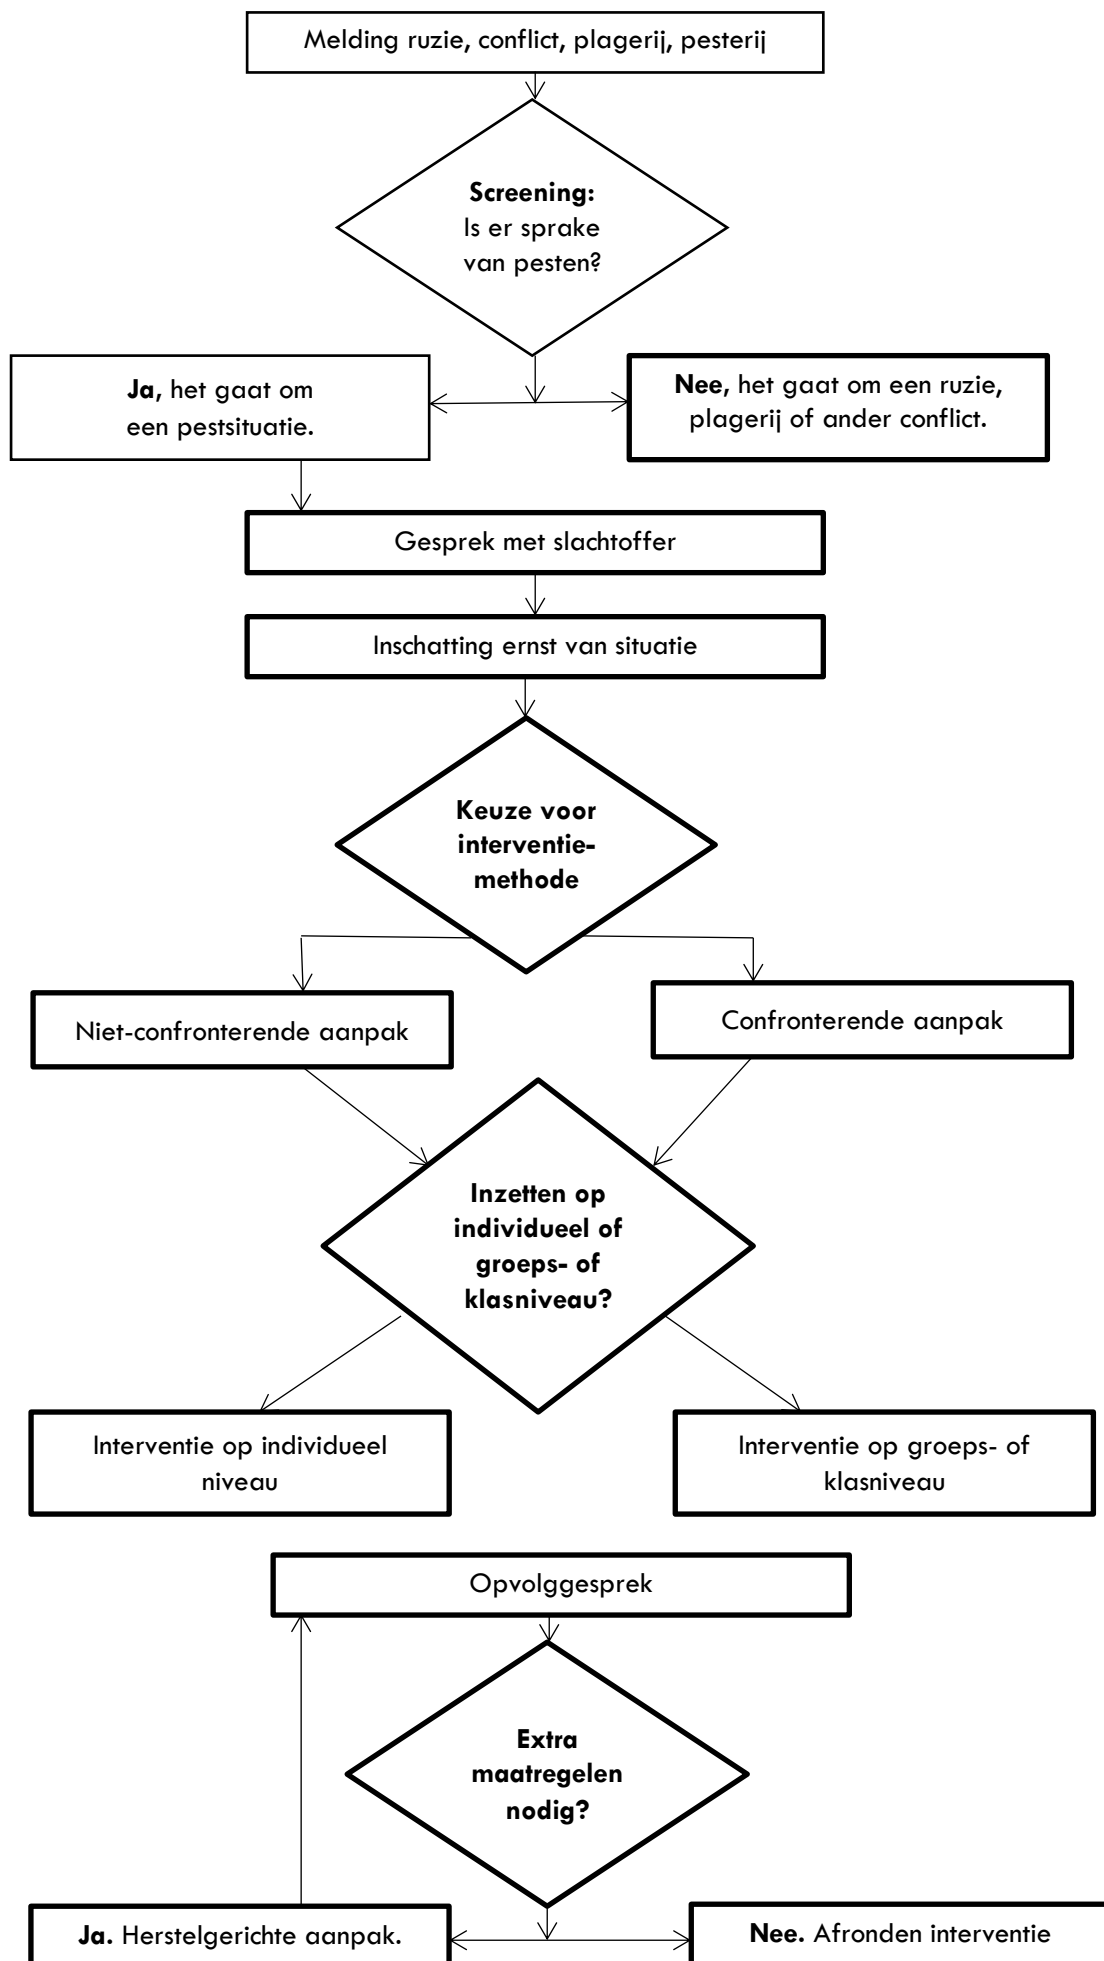 Melding ruzie, conflict, plagerij, pesterij
Screening:
Is er sprake
van pesten?
Ja, het gaat om
een pestsituatie.
Nee, het gaat om een ruzie,
plagerij of ander conflict.
Gesprek met slachtoffer
Inschatting ernst van situatie
Keuze voor
interventie-
methode
Niet-confronterende aanpak
Confronterende aanpak
Inzetten op
individueel of
groeps- of
klasniveau?
Interventie op individueel
niveau
Interventie op groeps- of
klasniveau
Opvolggesprek
Extra
maatregelen
nodig?
Ja. Herstelgerichte aanpak.
Nee. Afronden interventie